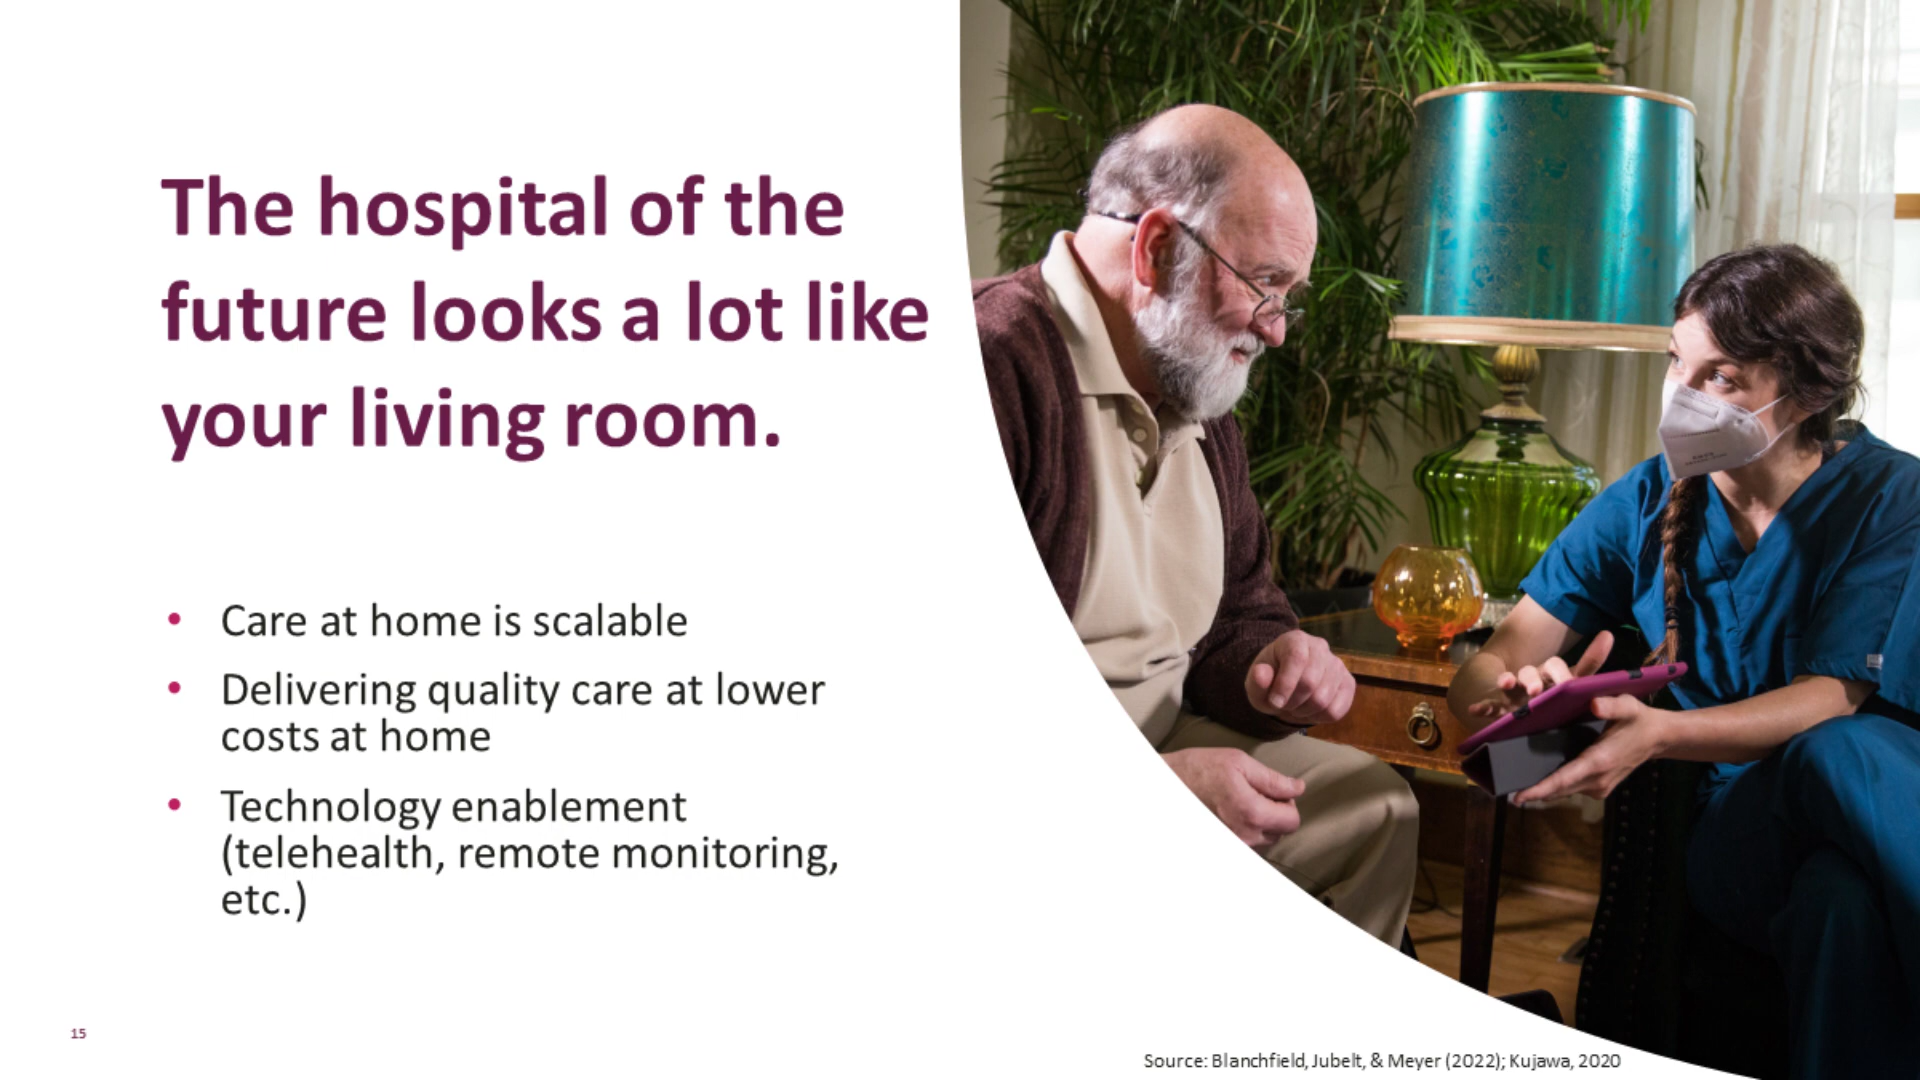 The hospital of the
future looks a lot like
your living room.
• Care at home is scalable
• Delivering quality care at lower
costs at home
• Technology enablement
(telehealth, remote monitoring,
etc.)
15
Source: Blanchfield, Jubelt, & Meyer (2022); Kujawa, 2020